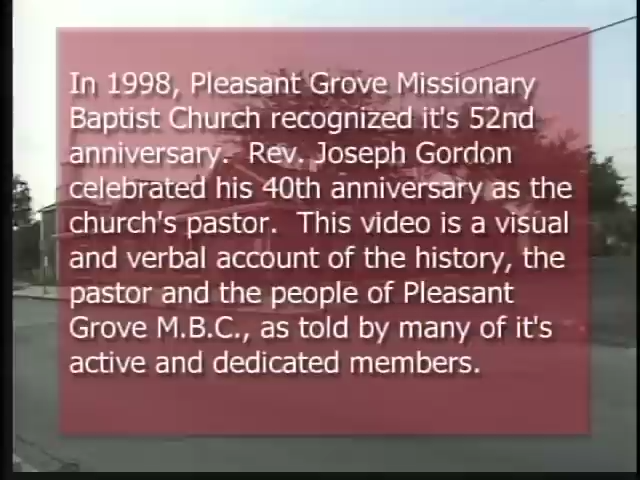 In 1998, Pleasant Grove Missionary
Baptist Church recognized it's 52nd
anniversary.  Rev. Joseph Gordon
celebrated his 40th anniversary as the
church's pastor.  This video is a visual
and verbal account of the history, the
pastor and the people of Pleasant
Grove M.B.C., as told by many of it's
active and dedicated members.